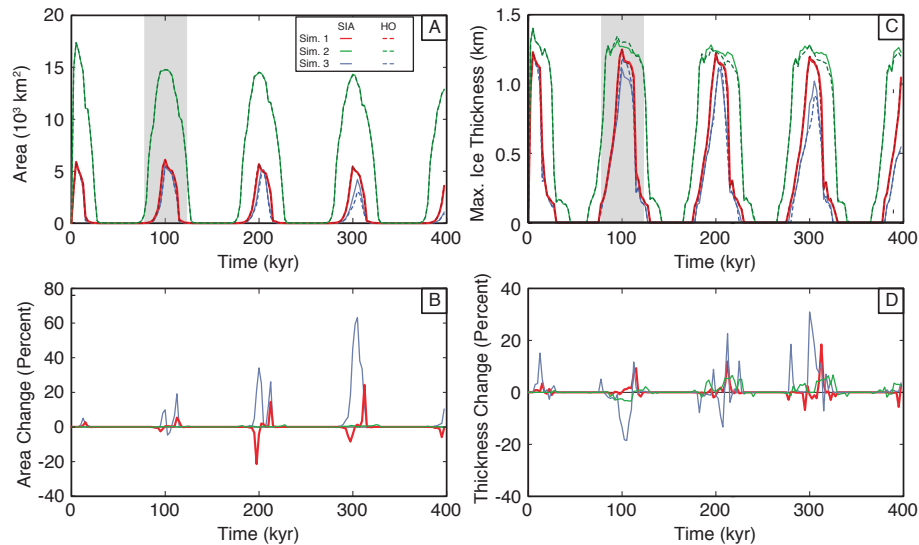 A
SIA HO
Sim. 1
Sim. 2
Sim. 3
20
15
10
5
0
Area (10³ km²)
0 100 200 300 400
Time (kyr)
C
1.5
1.2
0.9
0.5
0
Max. Ice Thickness (km)
0 100 200 300 400
Time (kyr)
B
80
60
40
20
0
-20
-40
Area Change (Percent)
0 100 200 300 400
Time (kyr)
D
40
20
0
-20
40
Thickness Change (Percent)
0 100 200 300 400
Time (kyr)